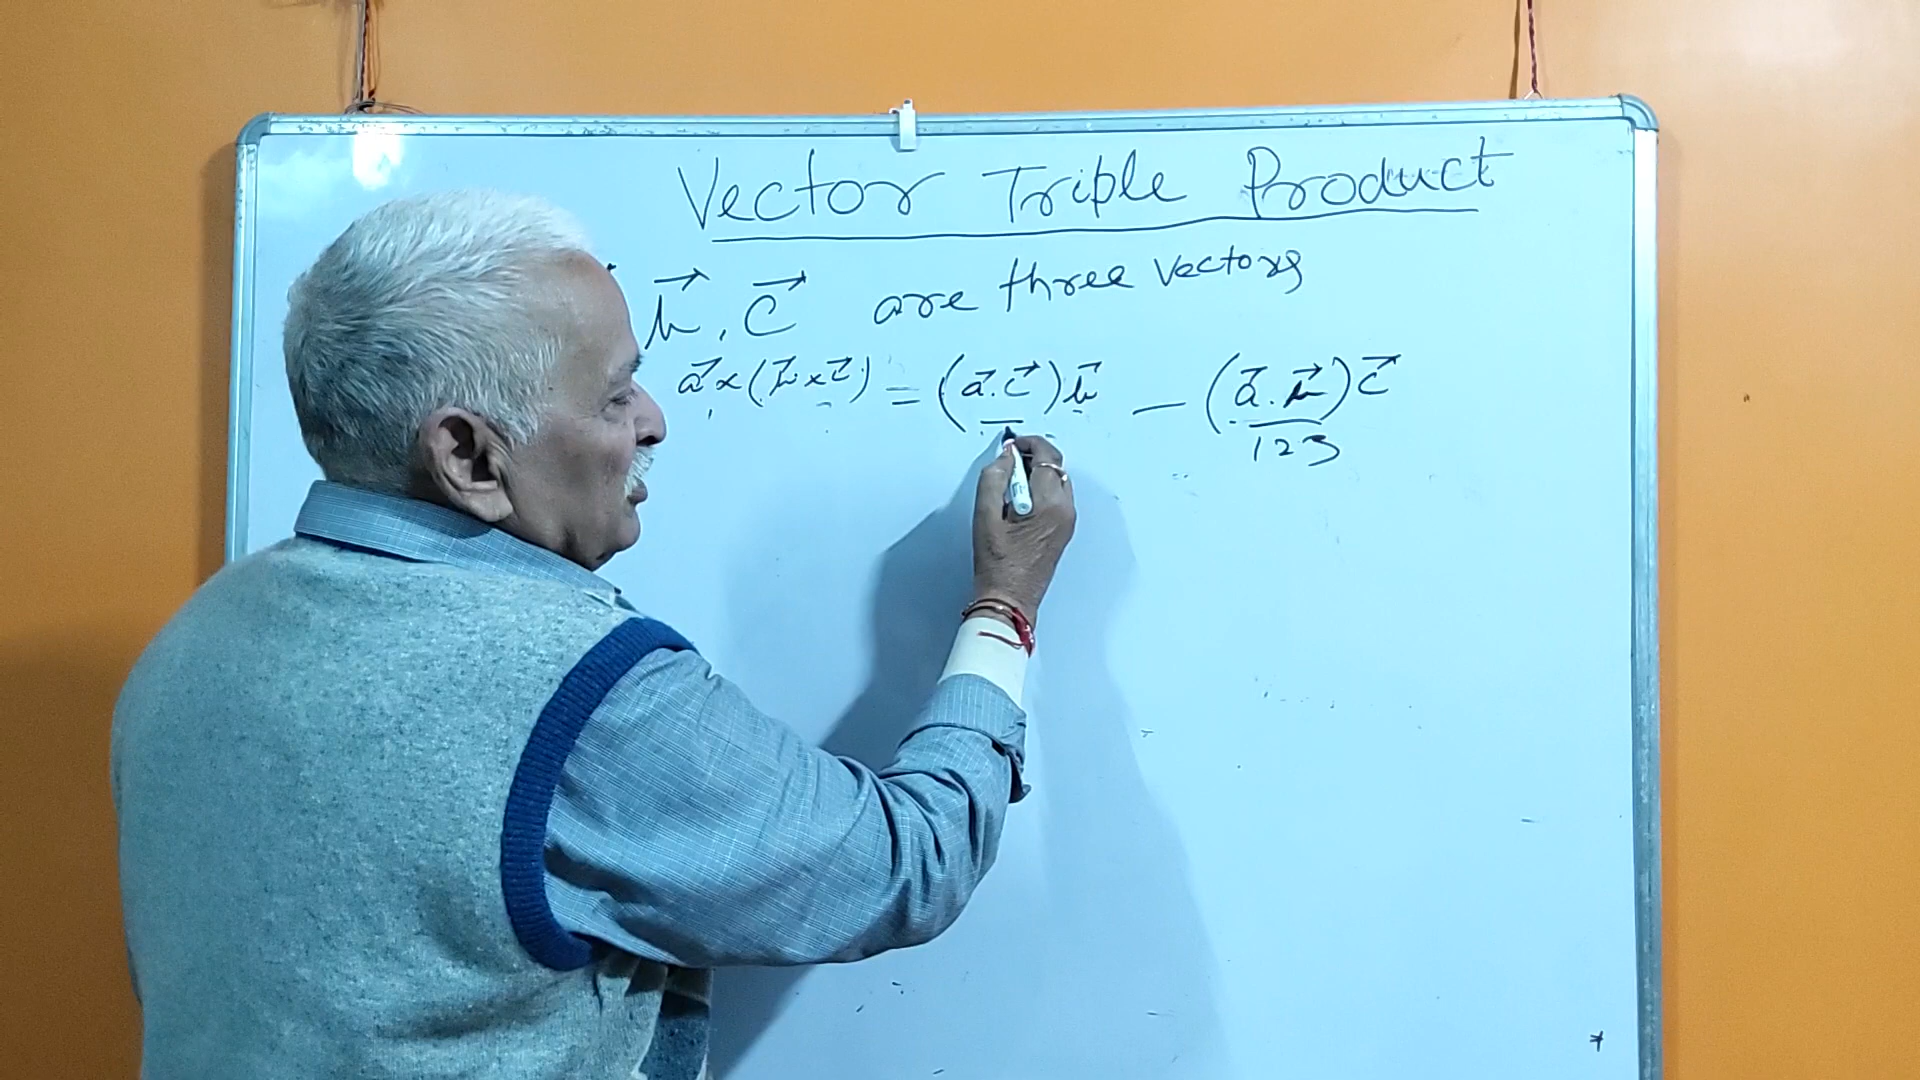 Vector Triple Product
b⃗, c⃗ are three vectors
a⃗ × (b⃗ × c⃗) = (a⃗.c⃗)b⃗ — (a⃗.b⃗)c⃗
123